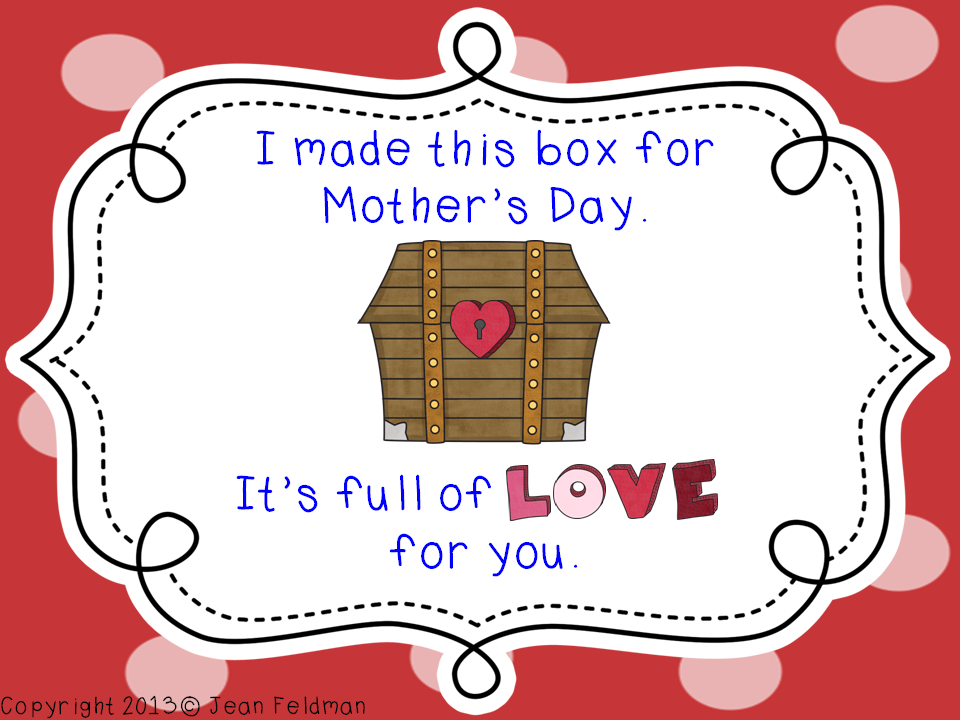 I made this box for
Mother's Day.
It's full of LOVE
for you.
Copyright 2013© Jean Feldman